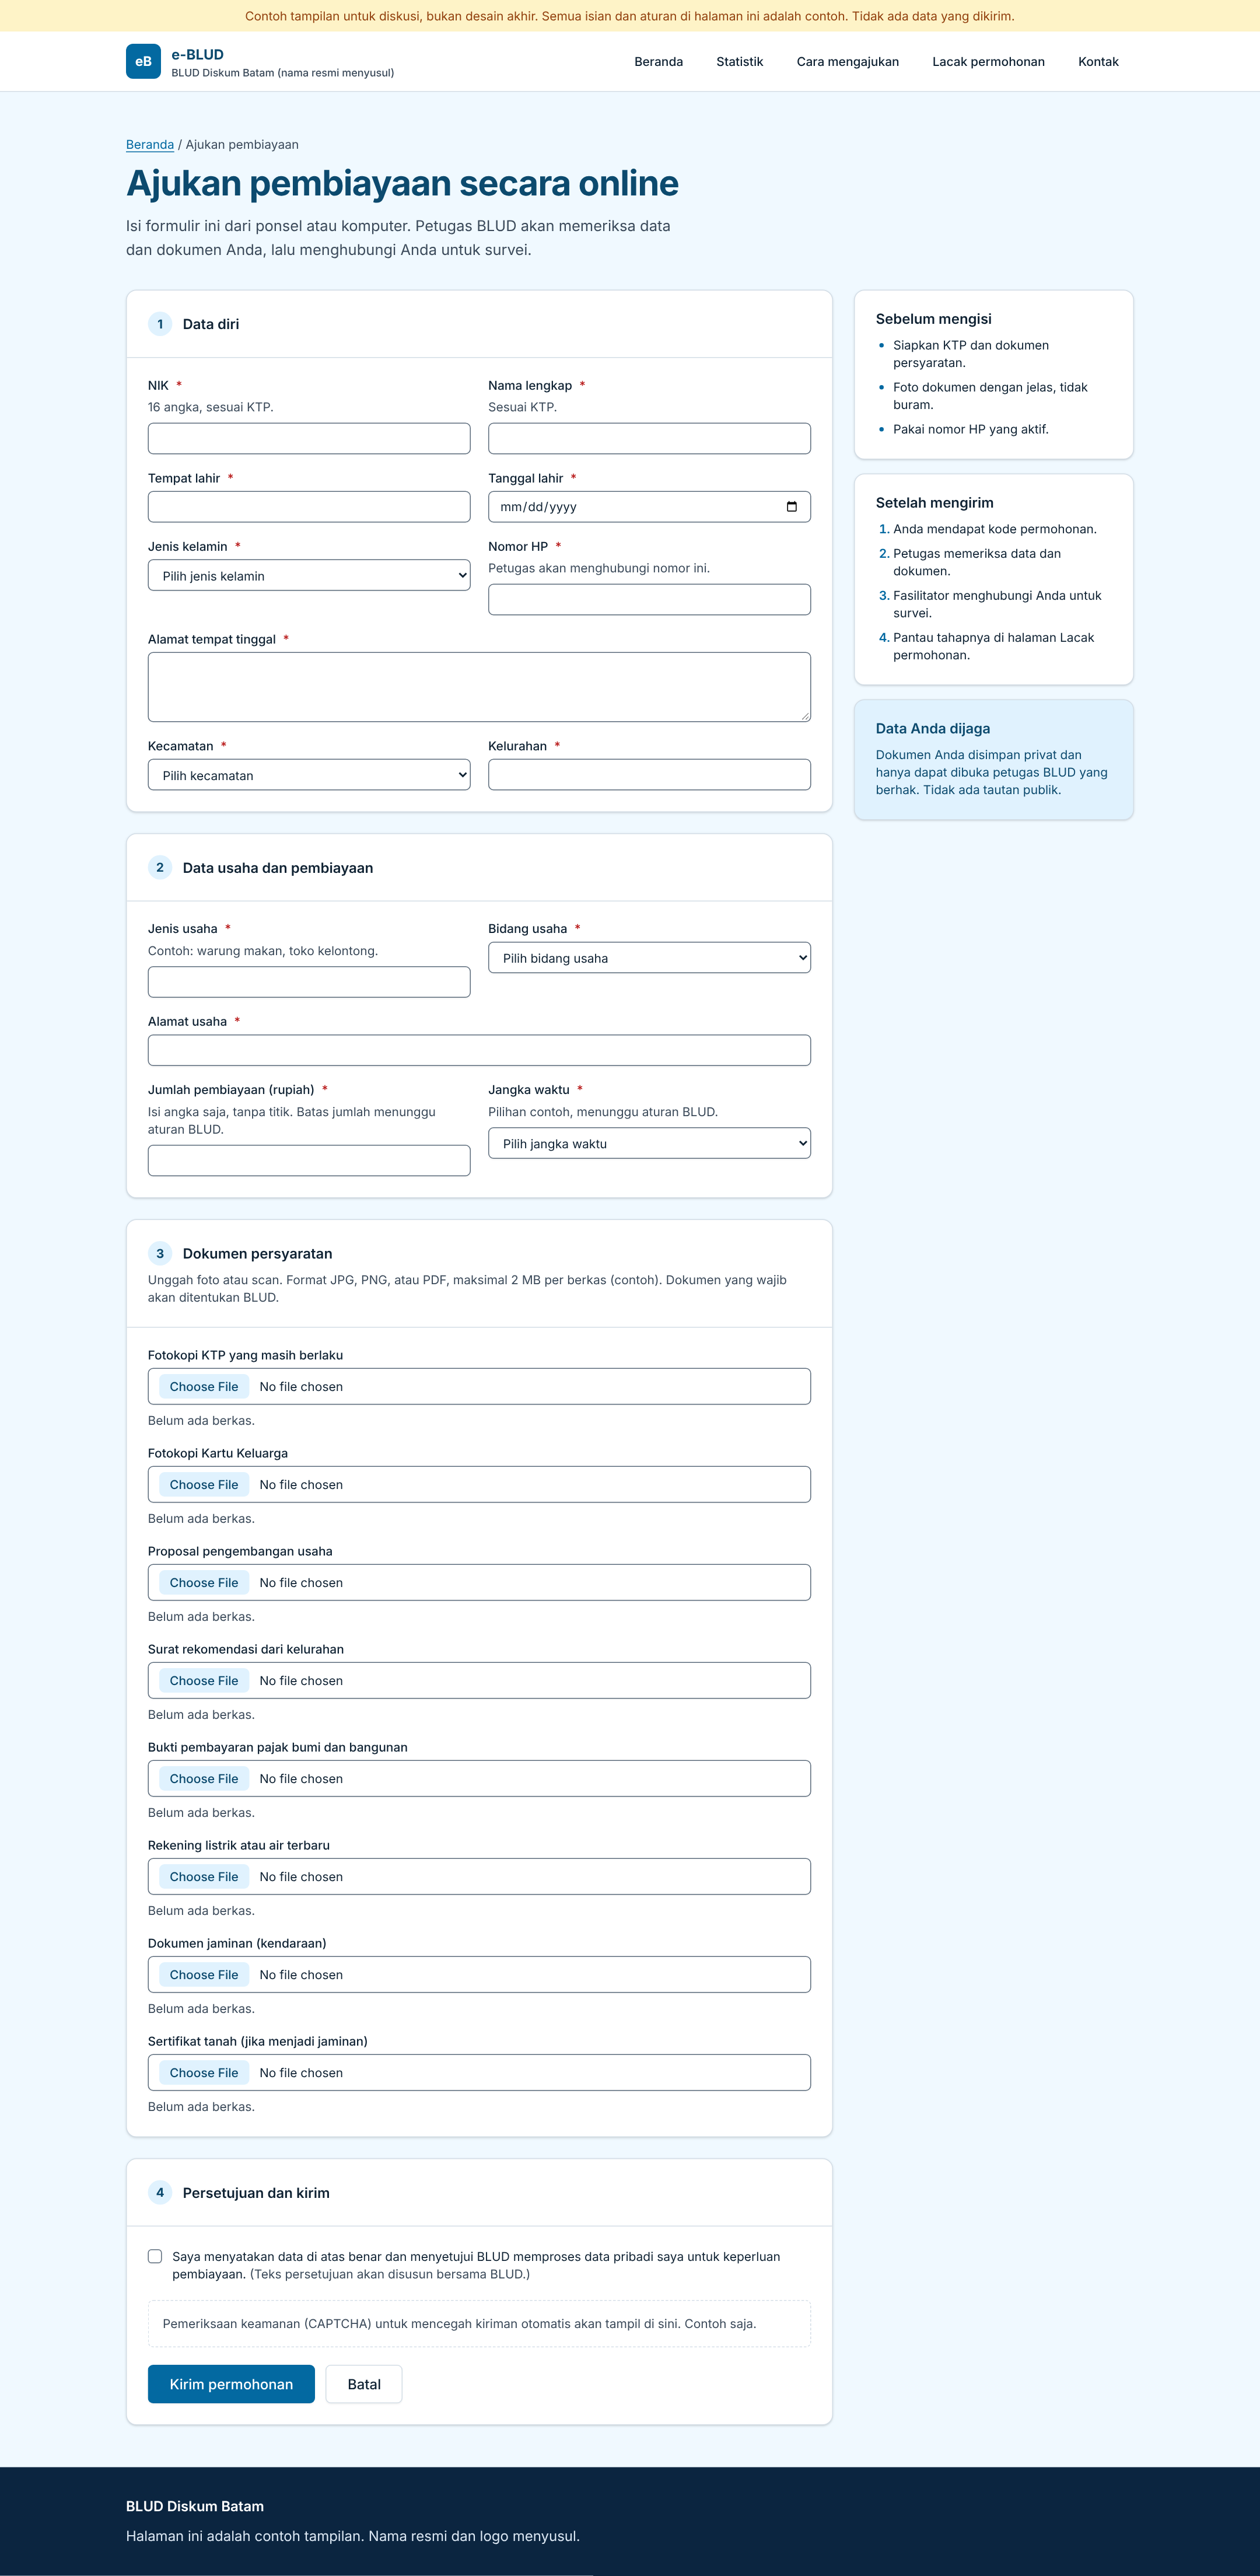 Contoh tampilan untuk diskusi, bukan desain akhir. Semua isian dan aturan di halaman ini adalah contoh. Tidak ada data yang dikirim.
eB
e-BLUD
BLUD Diskum Batam (nama resmi menyusul)
Beranda
Statistik
Cara mengajukan
Lacak permohonan
Kontak
Beranda / Ajukan pembiayaan
Ajukan pembiayaan secara online
Isi formulir ini dari ponsel atau komputer. Petugas BLUD akan memeriksa data
dan dokumen Anda, lalu menghubungi Anda untuk survei.
1 Data diri
NIK *
16 angka, sesuai KTP.
Nama lengkap *
Sesuai KTP.
Tempat lahir *
Tanggal lahir *
mm/dd/yyyy
Jenis kelamin *
Pilih jenis kelamin
Nomor HP *
Petugas akan menghubungi nomor ini.
Alamat tempat tinggal *
Kecamatan *
Pilih kecamatan
Kelurahan *
Sebelum mengisi
• Siapkan KTP dan dokumen
persyaratan.
• Foto dokumen dengan jelas, tidak
buram.
• Pakai nomor HP yang aktif.
Setelah mengirim
1. Anda mendapat kode permohonan.
2. Petugas memeriksa data dan
dokumen.
3. Fasilitator menghubungi Anda untuk
survei.
4. Pantau tahapnya di halaman Lacak
permohonan.
Data Anda dijaga
Dokumen Anda disimpan privat dan
hanya dapat dibuka petugas BLUD yang
berhak. Tidak ada tautan publik.
2 Data usaha dan pembiayaan
Jenis usaha *
Contoh: warung makan, toko kelontong.
Bidang usaha *
Pilih bidang usaha
Alamat usaha *
Jumlah pembiayaan (rupiah) *
Isi angka saja, tanpa titik. Batas jumlah menunggu
aturan BLUD.
Jangka waktu *
Pilihan contoh, menunggu aturan BLUD.
Pilih jangka waktu
3 Dokumen persyaratan
Unggah foto atau scan. Format JPG, PNG, atau PDF, maksimal 2 MB per berkas (contoh). Dokumen yang wajib
akan ditentukan BLUD.
Fotokopi KTP yang masih berlaku
Choose File No file chosen
Belum ada berkas.
Fotokopi Kartu Keluarga
Choose File No file chosen
Belum ada berkas.
Proposal pengembangan usaha
Choose File No file chosen
Belum ada berkas.
Surat rekomendasi dari kelurahan
Choose File No file chosen
Belum ada berkas.
Bukti pembayaran pajak bumi dan bangunan
Choose File No file chosen
Belum ada berkas.
Rekening listrik atau air terbaru
Choose File No file chosen
Belum ada berkas.
Dokumen jaminan (kendaraan)
Choose File No file chosen
Belum ada berkas.
Sertifikat tanah (jika menjadi jaminan)
Choose File No file chosen
Belum ada berkas.
4 Persetujuan dan kirim
Saya menyatakan data di atas benar dan menyetujui BLUD memproses data pribadi saya untuk keperluan
pembiayaan. (Teks persetujuan akan disusun bersama BLUD.)
Pemeriksaan keamanan (CAPTCHA) untuk mencegah kiriman otomatis akan tampil di sini. Contoh saja.
Kirim permohonan
Batal
BLUD Diskum Batam
Halaman ini adalah contoh tampilan. Nama resmi dan logo menyusul.